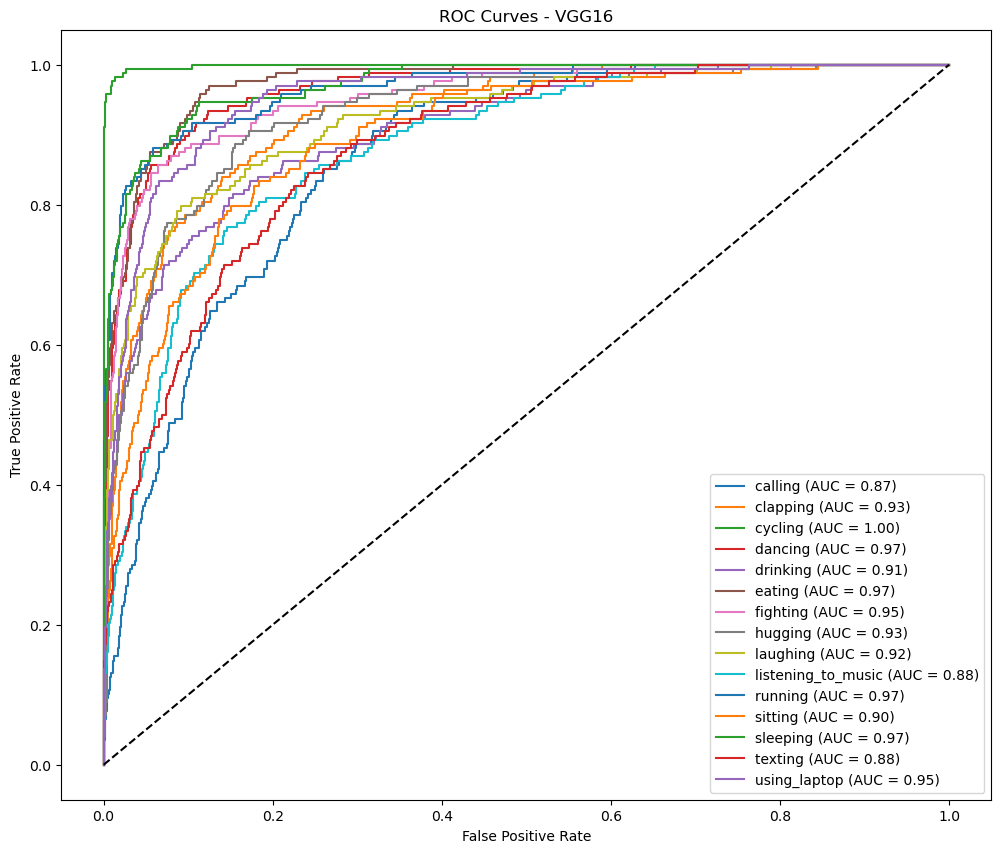 ROC Curves - VGG16
True Positive Rate
1.0
0.8
0.6
0.4
0.2
0.0
calling (AUC = 0.87)
clapping (AUC = 0.93)
cycling (AUC = 1.00)
dancing (AUC = 0.97)
drinking (AUC = 0.91)
eating (AUC = 0.97)
fighting (AUC = 0.95)
hugging (AUC = 0.93)
laughing (AUC = 0.92)
listening_to_music (AUC = 0.88)
running (AUC = 0.97)
sitting (AUC = 0.90)
sleeping (AUC = 0.97)
texting (AUC = 0.88)
using_laptop (AUC = 0.95)
0.0 0.2 0.4 0.6 0.8 1.0
False Positive Rate